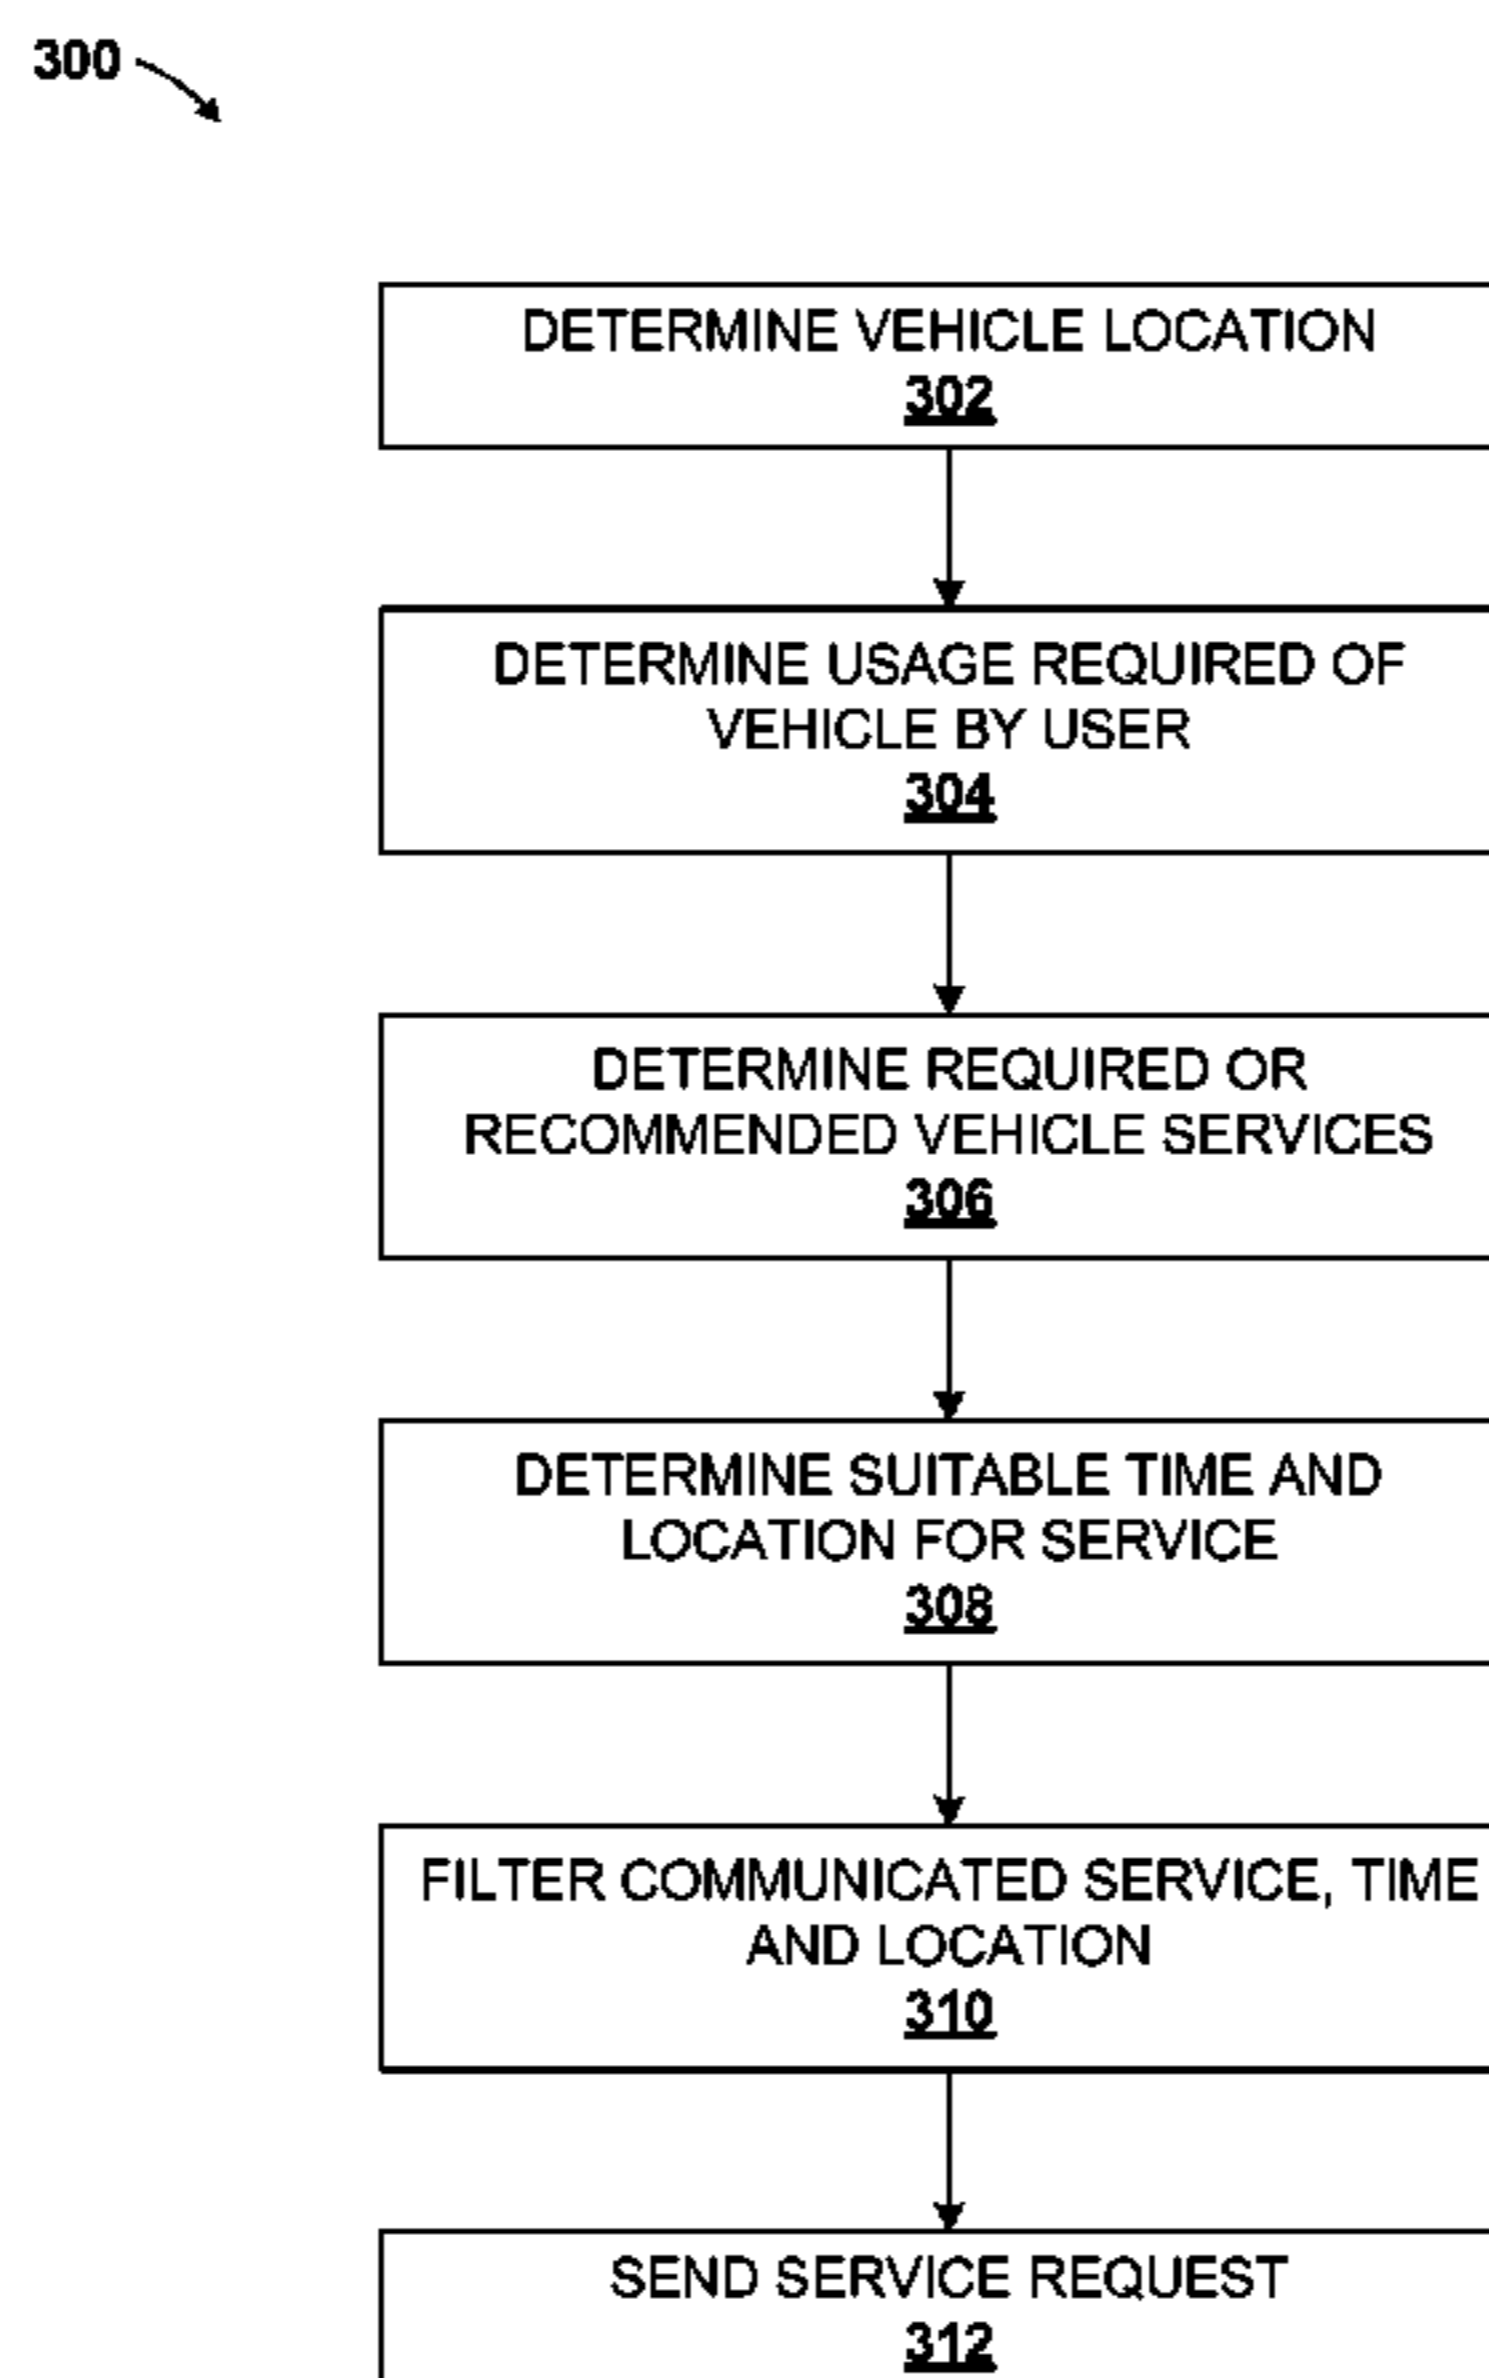 300
DETERMINE VEHICLE LOCATION
302
DETERMINE USAGE REQUIRED OF
VEHICLE BY USER
304
DETERMINE REQUIRED OR
RECOMMENDED VEHICLE SERVICES
306
DETERMINE SUITABLE TIME AND
LOCATION FOR SERVICE
308
FILTER COMMUNICATED SERVICE, TIME
AND LOCATION
310
SEND SERVICE REQUEST
312